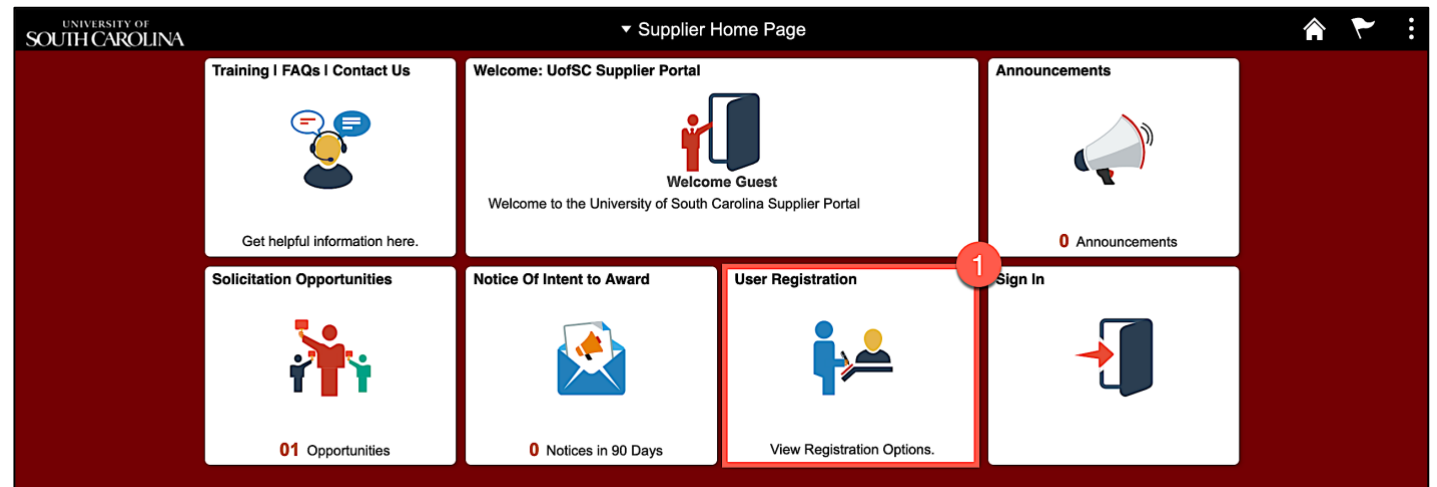 UNIVERSITY OF
SOUTH CAROLINA
Supplier Home Page
Training I FAQs I Contact Us
Get helpful information here.
Welcome: UofSC Supplier Portal
Welcome Guest
Welcome to the University of South Carolina Supplier Portal
Announcements
0 Announcements
Solicitation Opportunities
01 Opportunities
Notice Of Intent to Award
0 Notices in 90 Days
1
User Registration
View Registration Options.
Sign In